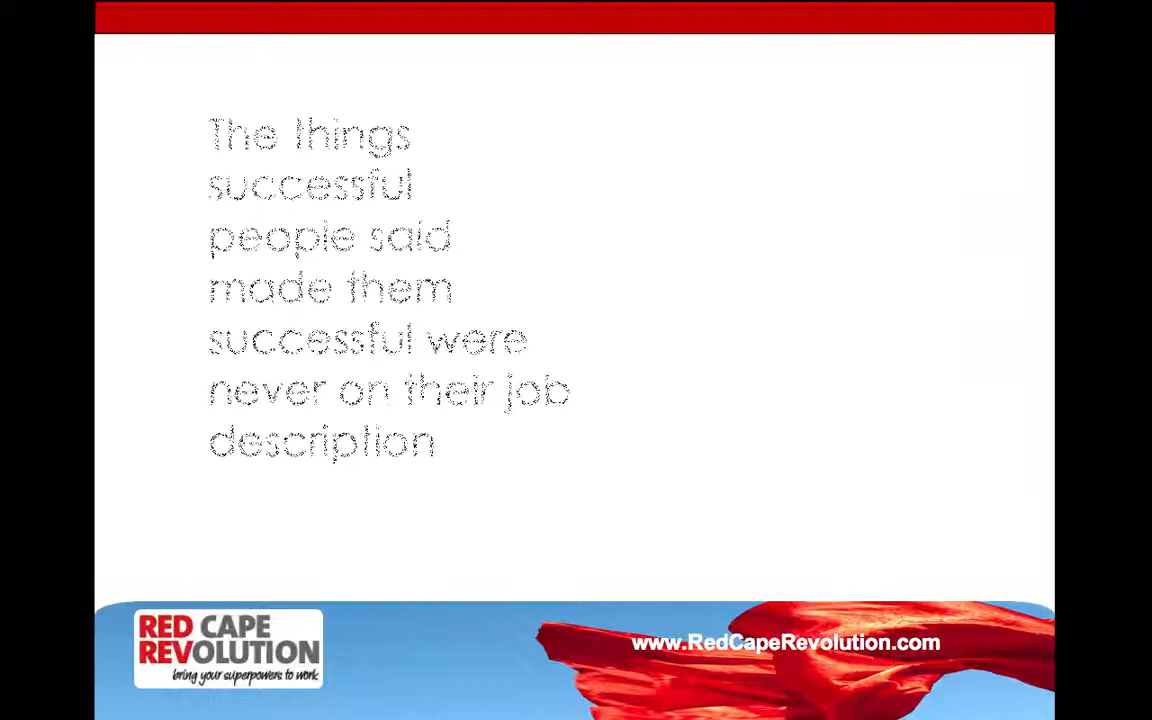 The things
successful
people said
made them
successful were
never on their job
description
RED CAPE
REVOLUTION
bring your superpowers to work
www.RedCapeRevolution.com